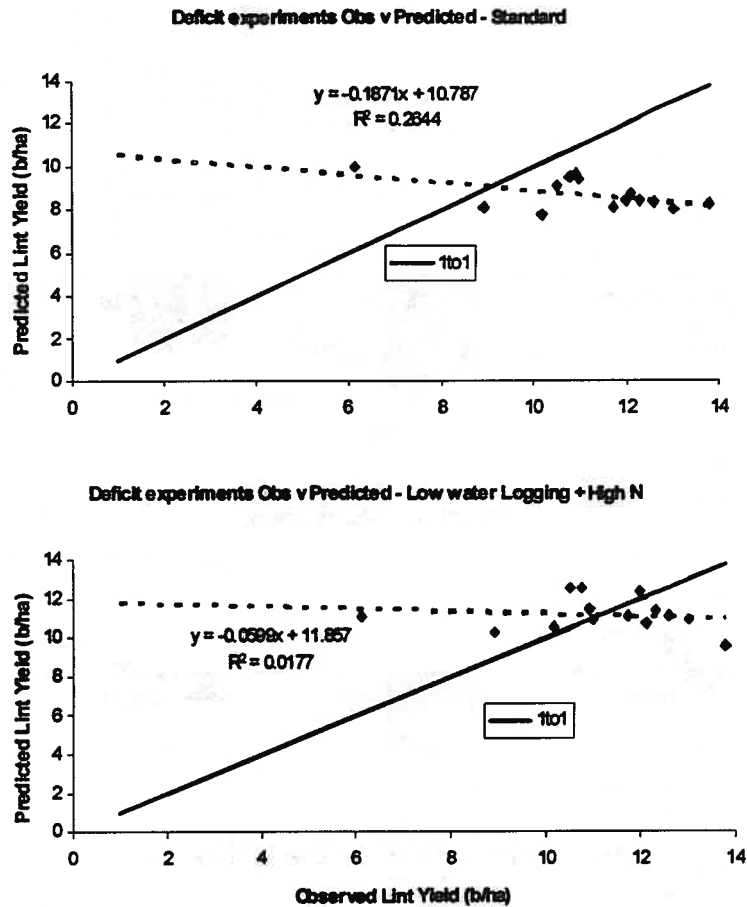 Deficit experiments Obs v Predicted - Standard
Predicted Lint Yield (b/ha)
14
12
10
8
6
4
2
0
y = -0.1871x + 10.787
R² = 0.2644
1to1
0 2 4 6 8 10 12 14
Deficit experiments Obs v Predicted - Low water Logging + High N
Predicted Lint Yield (b/ha)
14
12
10
8
6
4
2
0
y = -0.0599x + 11.857
R² = 0.0177
1to1
0 2 4 6 8 10 12 14
Observed Lint Yield (b/ha)